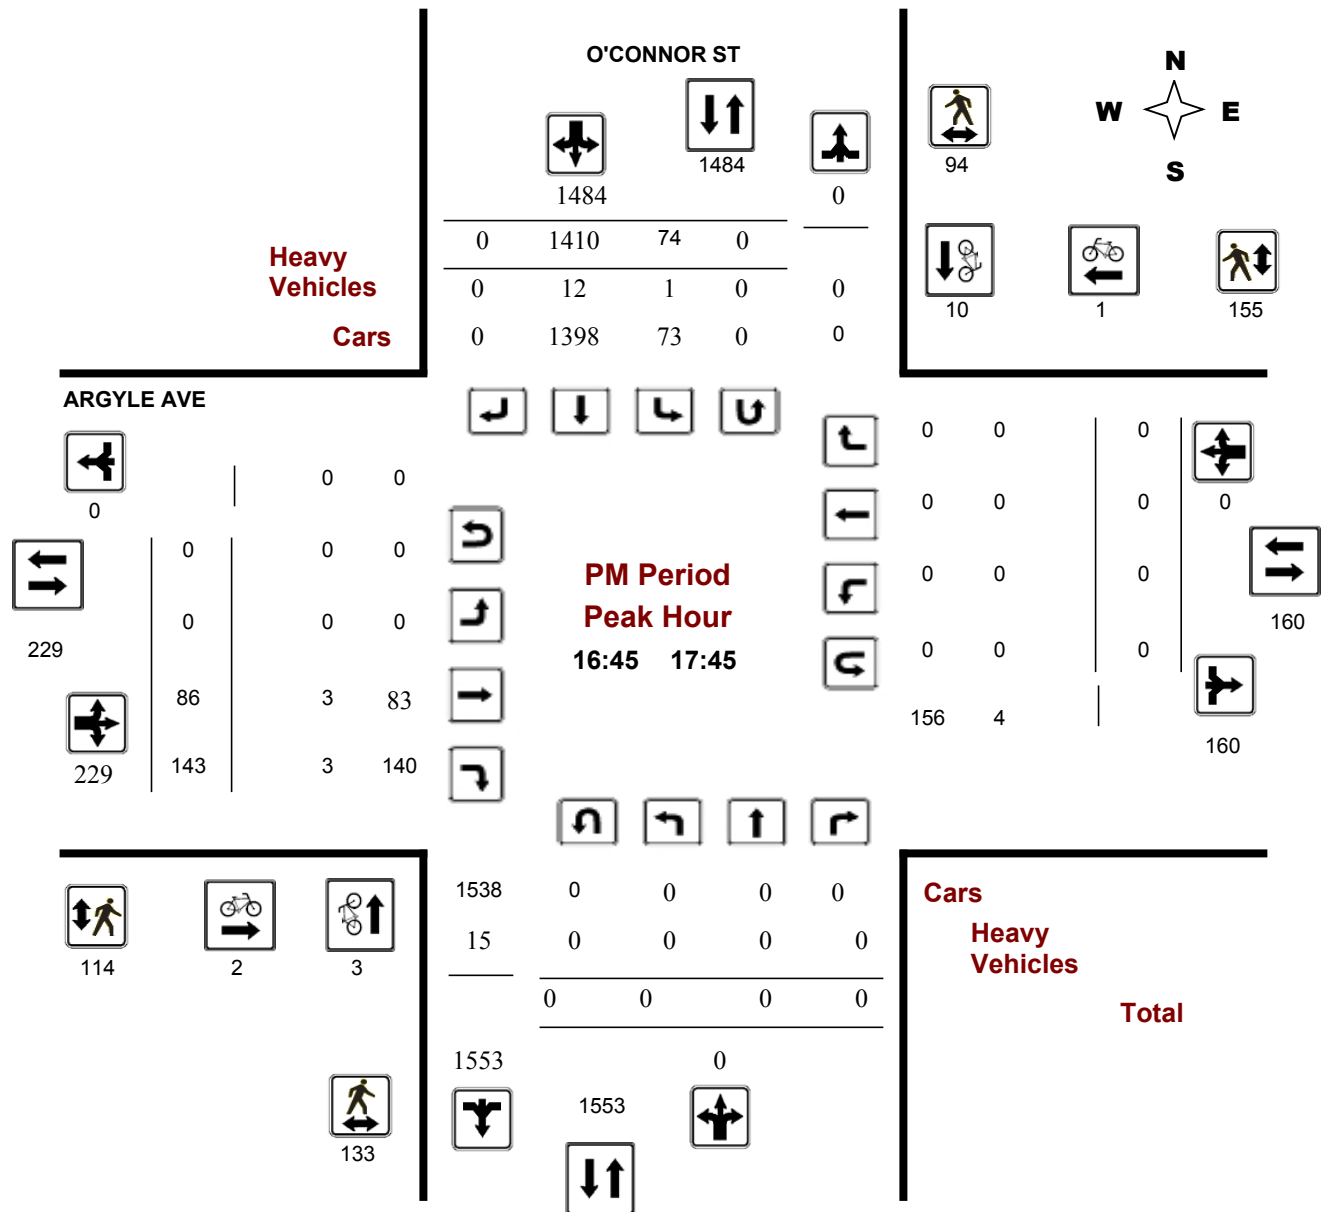 O'CONNOR ST
N
W E
S
1484
94
1484 0
0 1410 74 0
Heavy
Vehicles
0 12 1 0 0
10 1 155
Cars 0 1398 73 0 0
ARGYLE AVE
0 0 0
0 0
0
0 0 0 0
0 0 0
PM Period
0 0 0
0 0 0
Peak Hour
160
229
16:45 17:45
0 0 0
86 3 83
156 4
160
229 143 3 140
1538 0 0 0 0
Cars
15 0 0 0 0
Heavy
Vehicles
114 2 3
0 0 0 0
Total
1553 0
1553
133